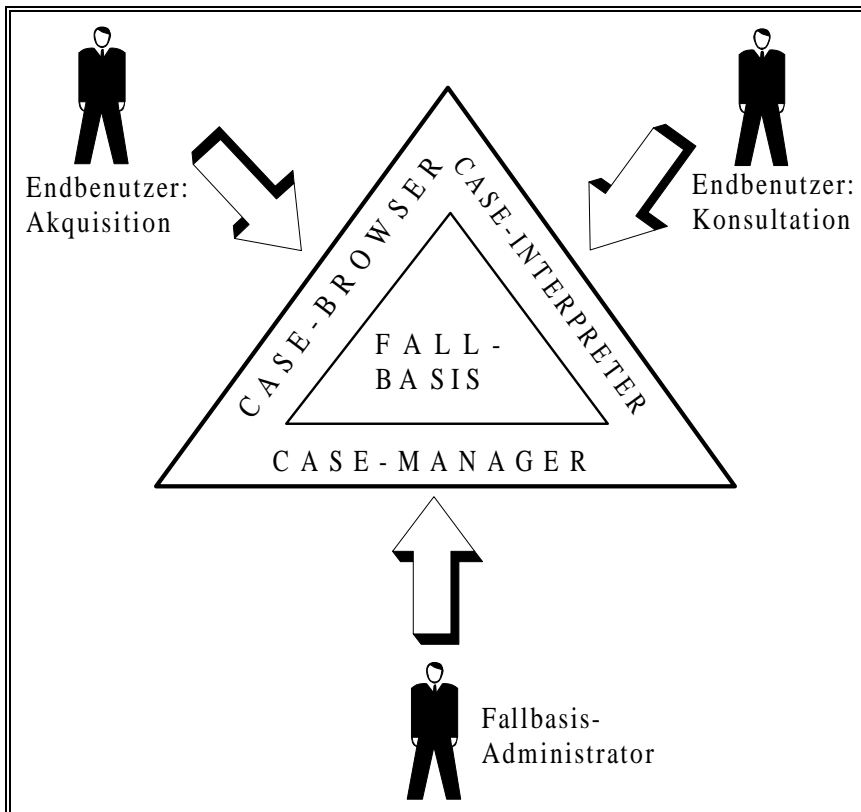 Endbenutzer:
Akquisition
Endbenutzer:
Konsultation
CASE-BROWSER
CASE-INTERPRETER
FALL-
BASIS
CASE-MANAGER
Fallbasis-
Administrator